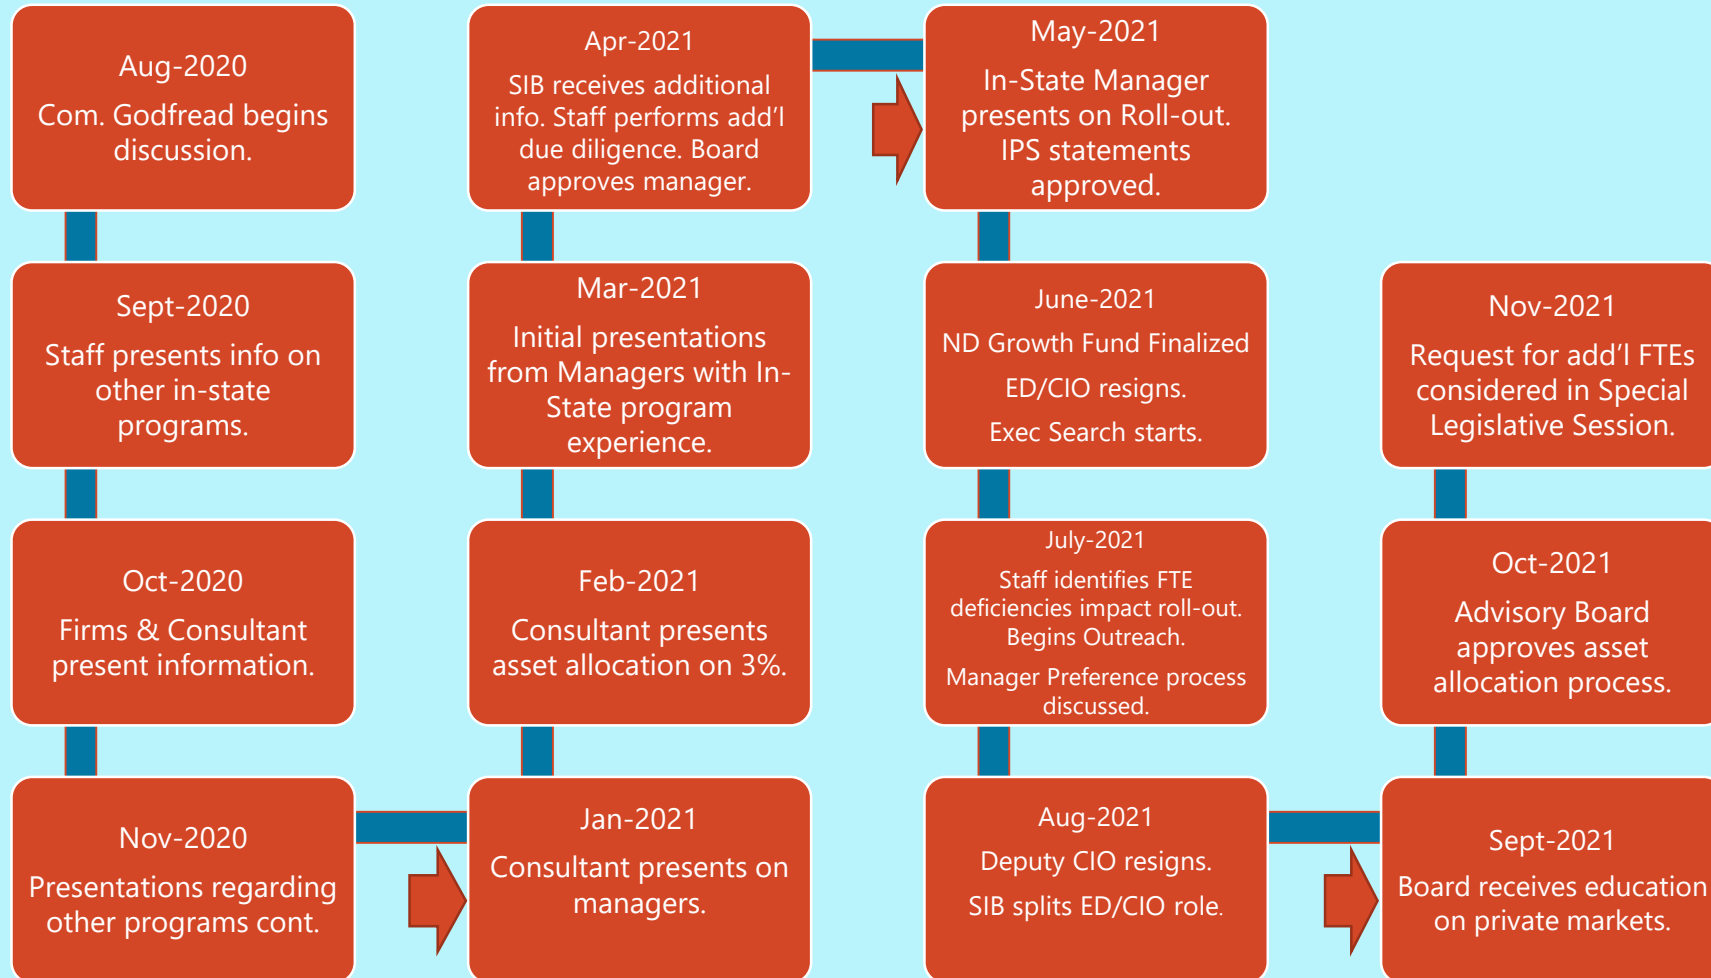 Aug-2020
Com. Godfread begins
discussion.
Sept-2020
Staff presents info on
other in-state
programs.
Oct-2020
Firms & Consultant
present information.
Nov-2020
Presentations regarding
other programs cont.
Jan-2021
Consultant presents on
managers.
Feb-2021
Consultant presents
asset allocation on 3%.
Mar-2021
Initial presentations
from Managers with In-
State program
experience.
Apr-2021
SIB receives additional
info. Staff performs add’l
due diligence. Board
approves manager.
May-2021
In-State Manager
presents on Roll-out.
IPS statements
approved.
June-2021
ND Growth Fund Finalized
ED/CIO resigns.
Exec Search starts.
July-2021
Staff identifies FTE
deficiencies impact roll-out.
Begins Outreach.
Manager Preference process
discussed.
Aug-2021
Deputy CIO resigns.
SIB splits ED/CIO role.
Sept-2021
Board receives education
on private markets.
Oct-2021
Advisory Board
approves asset
allocation process.
Nov-2021
Request for add’l FTEs
considered in Special
Legislative Session.